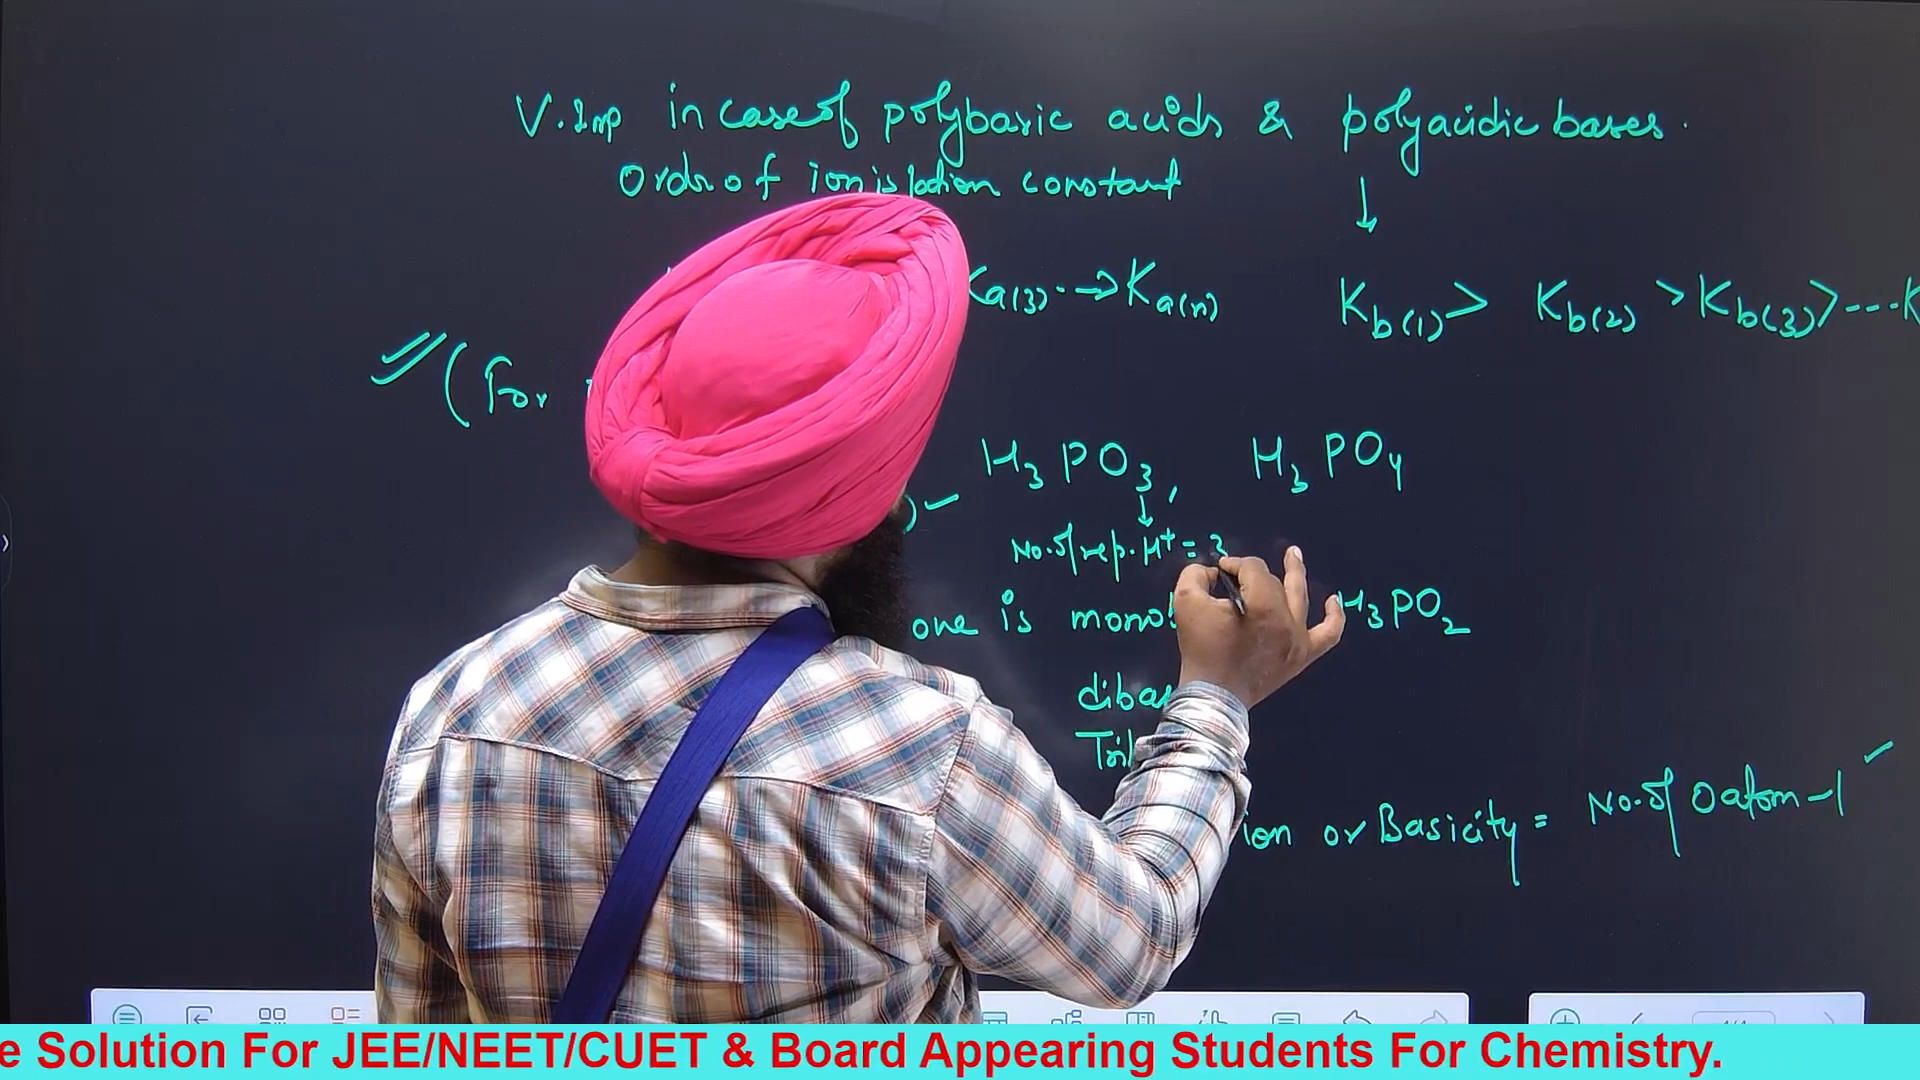 V.Imp in case of polybasic acids & polyacidic bases.
Order of ionisation constant
Ka(3) --> Ka(n) Kb(1) > Kb(2) > Kb(3) > ---K
(For
H3PO3, H3PO4
No. of rep. H+ = 3
one is mono H3PO2
diba
Tri
ion or Basicity = No. of O atom - 1
e Solution For JEE/NEET/CUET & Board Appearing Students For Chemistry.